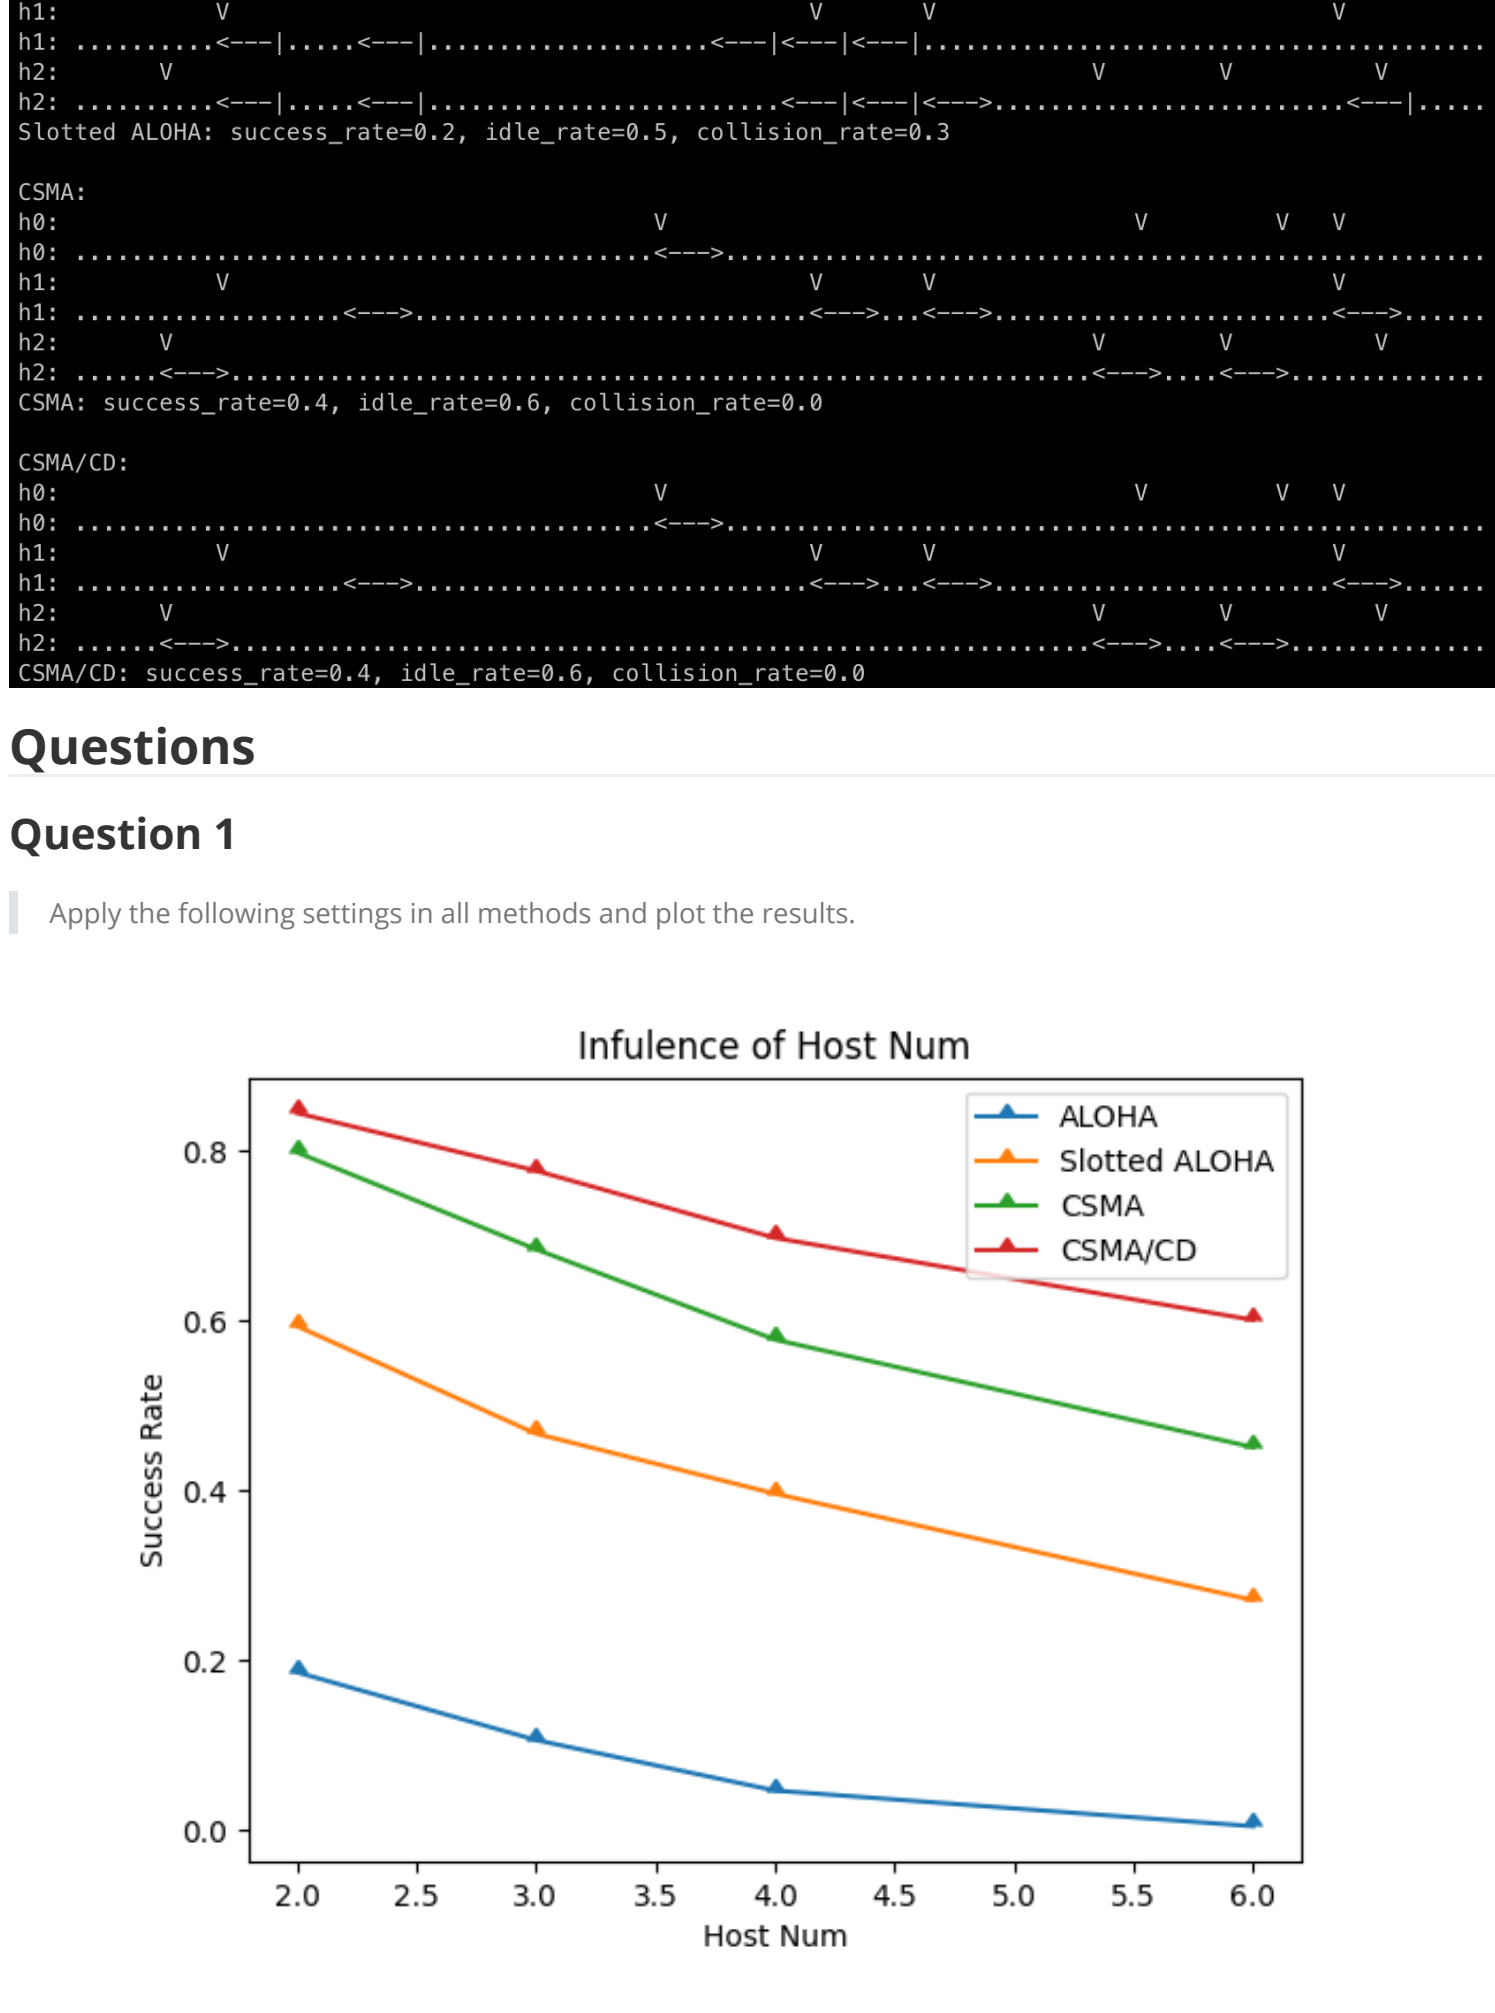 h1:           V                                         V       V                            V
h1: ..........<---|.....<---|....................<---|<---|<---|........................................
h2:       V                                                                 V        V          V
h2: ..........<---|.....<---|.........................<---|<---|<--->.........................<---|.....
Slotted ALOHA: success_rate=0.2, idle_rate=0.5, collision_rate=0.3
CSMA:
h0:                                          V                                 V         V   V
h0: .........................................<--->......................................................
h1:           V                                         V       V                            V
h1: ...................<--->............................<--->...<--->........................<--->......
h2:       V                                                                 V        V          V
h2: ......<--->.............................................................<--->....<--->..............
CSMA: success_rate=0.4, idle_rate=0.6, collision_rate=0.0
CSMA/CD:
h0:                                          V                                 V         V   V
h0: .........................................<--->......................................................
h1:           V                                         V       V                            V
h1: ...................<--->............................<--->...<--->........................<--->......
h2:       V                                                                 V        V          V
h2: ......<--->.............................................................<--->....<--->..............
CSMA/CD: success_rate=0.4, idle_rate=0.6, collision_rate=0.0
Questions
Question 1
Apply the following settings in all methods and plot the results.
Infulence of Host Num
ALOHA
Slotted ALOHA
CSMA
CSMA/CD
0.8
0.6
0.4
0.2
0.0
Success Rate
2.0 2.5 3.0 3.5 4.0 4.5 5.0 5.5 6.0
Host Num